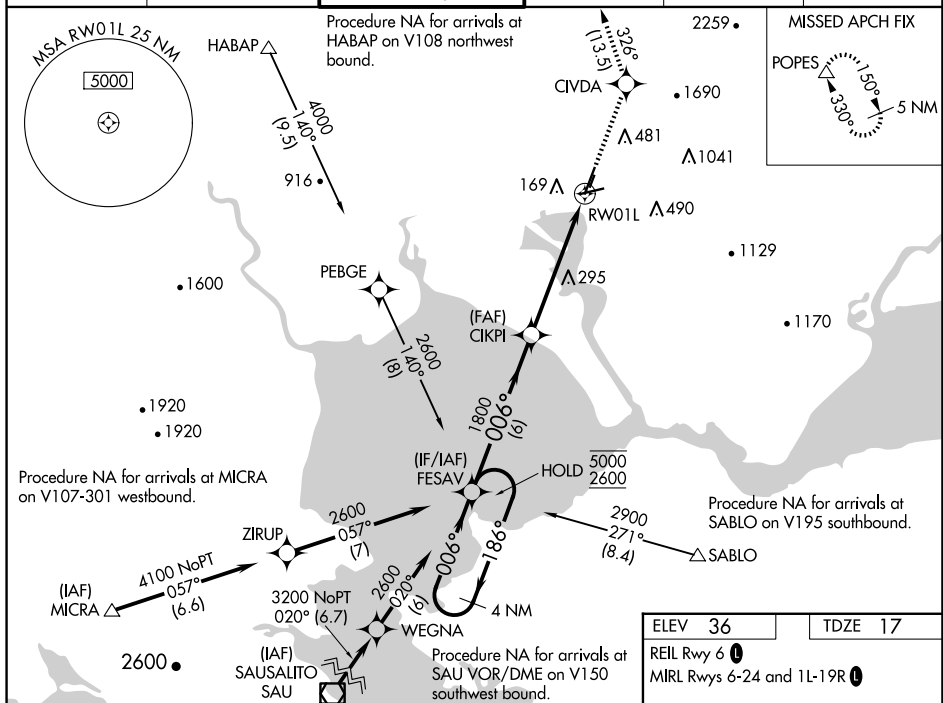 MSA RW01L 25 NM
5000
HABAP
Procedure NA for arrivals at
HABAP on V108 northwest
bound.
326°
(13.5)
2259
MISSED APCH FIX
POPES
150°
330°
5 NM
CIVDA
1690
481
1041
4000
140°
(9.5)
916
169
RW01L
490
1129
PEBGE
1600
295
1170
(FAF)
CIKPI
2600
140°
(8)
1800
006°
(6)
1920
1920
(IF/IAF)
FESAV
HOLD
5000
2600
Procedure NA for arrivals at MICRA
on V107-301 westbound.
Procedure NA for arrivals at
SABLO on V195 southbound.
ZIRUP
2600
057°
(7)
2900
271°
(8.4)
SABLO
4100 NoPT
057°
(6.6)
(IAF)
MICRA
006°
186°
4 NM
2600
020°
(6)
3200 NoPT
020° (6.7)
WEGNA
2600
(IAF)
SAUSALITO
SAU
Procedure NA for arrivals at
SAU VOR/DME on V150
southwest bound.
ELEV 36
TDZE 17
REIL Rwy 6 L
MIRL Rwys 6-24 and 1L-19R L